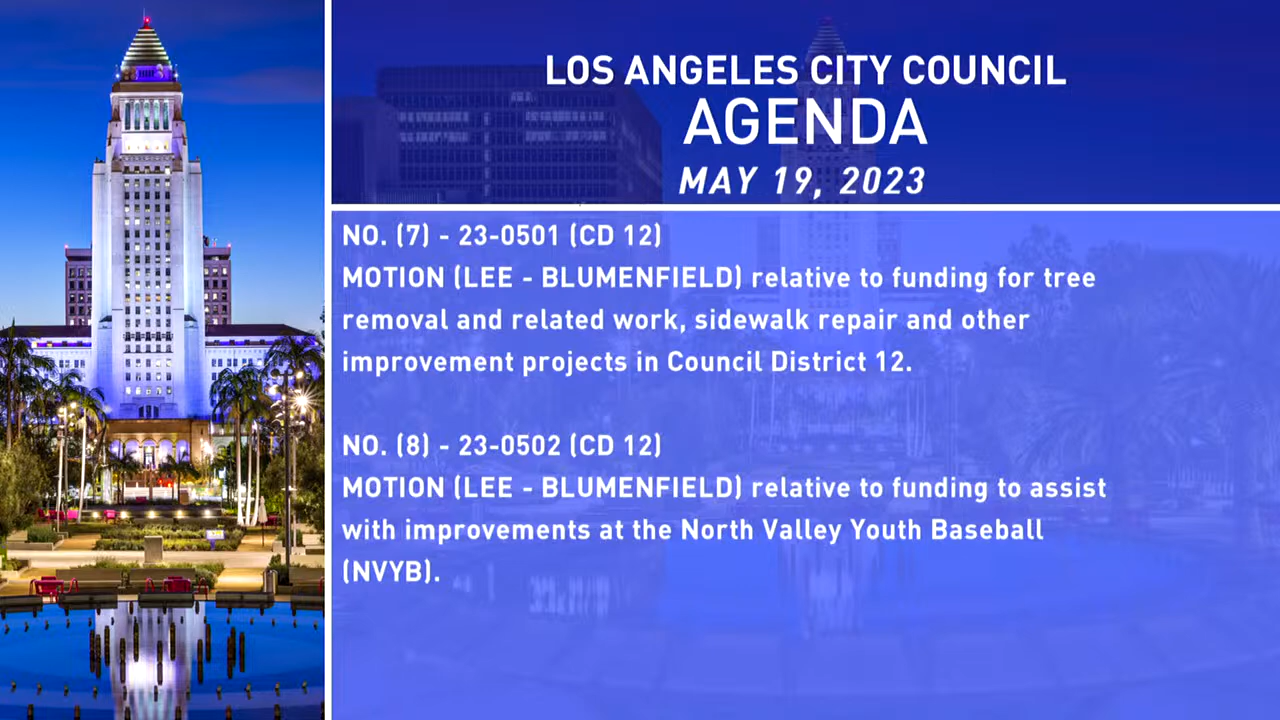 LOS ANGELES CITY COUNCIL
AGENDA
MAY 19, 2023
NO. (7) - 23-0501 (CD 12)
MOTION (LEE - BLUMENFIELD) relative to funding for tree
removal and related work, sidewalk repair and other
improvement projects in Council District 12.
NO. (8) - 23-0502 (CD 12)
MOTION (LEE - BLUMENFIELD) relative to funding to assist
with improvements at the North Valley Youth Baseball
(NVYB).